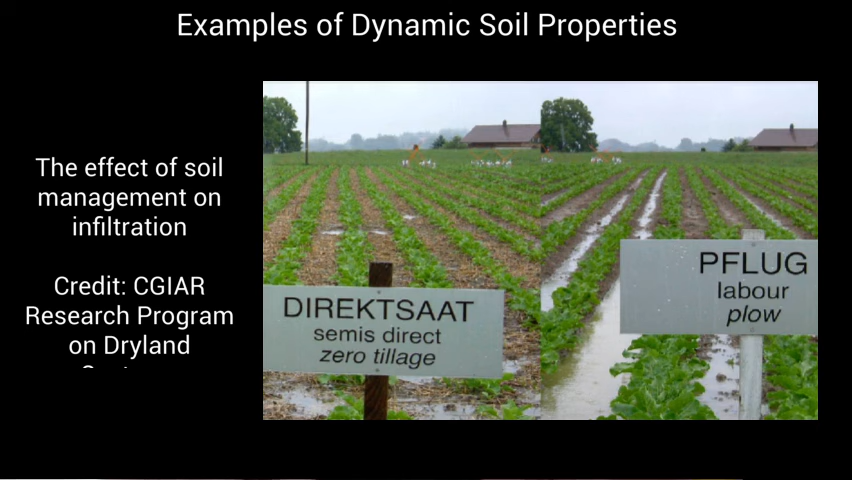 Examples of Dynamic Soil Properties
The effect of soil
management on
infiltration
Credit: CGIAR
Research Program
on Dryland
DIREKTSAAT
semis direct
zero tillage
PFLUG
labour
plow